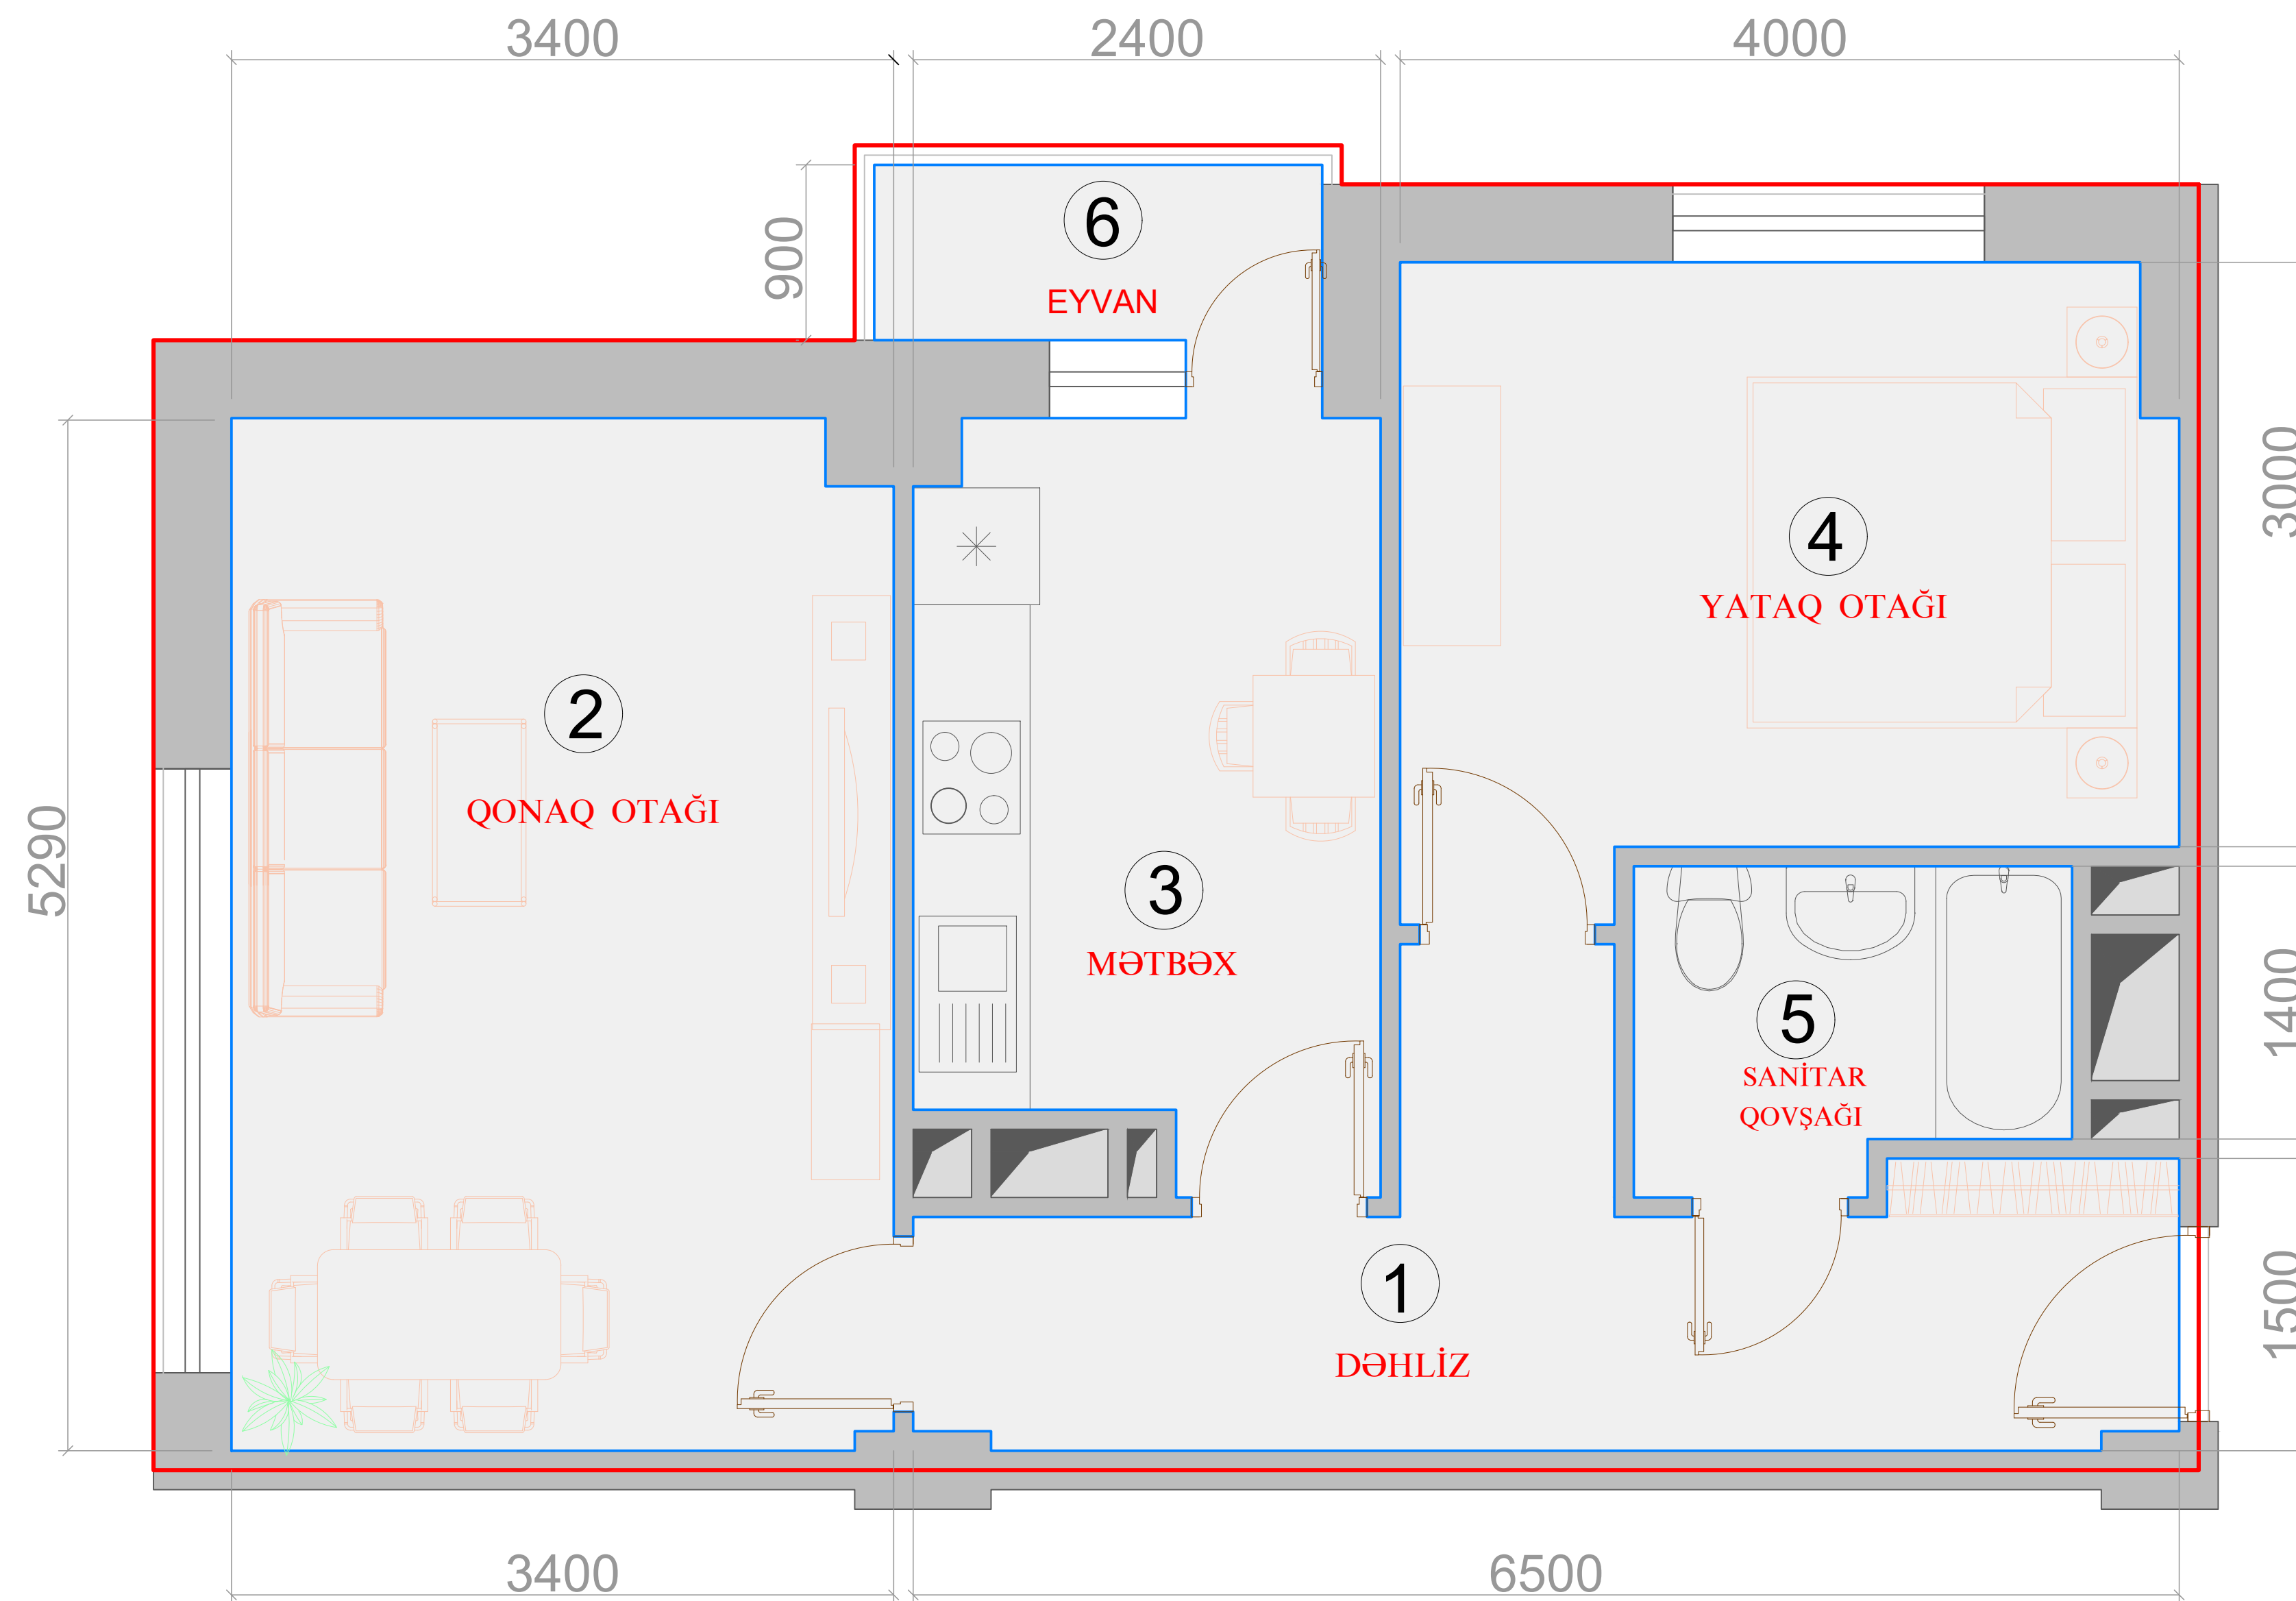 3400
2400
4000
900
6
EYVAN
3000
4
YATAQ OTAĞI
2
QONAQ OTAĞI
5290
3
MƏTBƏX
1400
5
SANİTAR
QOVŞAĞI
1
DƏHLİZ
1500
3400
6500